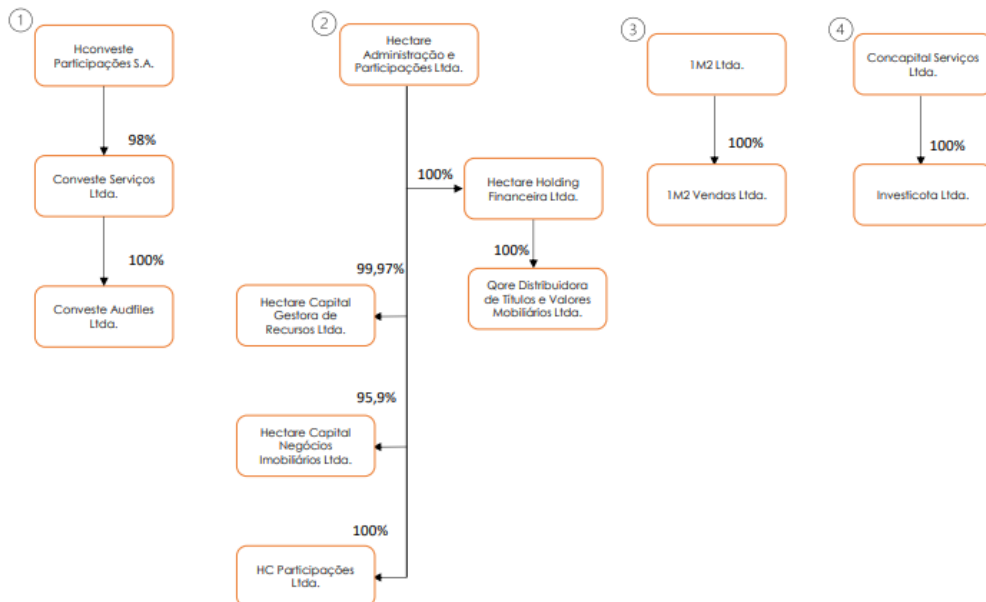 1
Hconveste
Participações S.A.
98%
Conveste Serviços
Ltda.
100%
Conveste Audfiles
Ltda.
2
Hectare
Administração e
Participações Ltda.
100%
Hectare Holding
Financeira Ltda.
100%
Qore Distribuidora
de Títulos e Valores
Mobiliários Ltda.
99,97%
Hectare Capital
Gestora de
Recursos Ltda.
95,9%
Hectare Capital
Negócios
Imobiliários Ltda.
100%
HC Participações
Ltda.
3
1M2 Ltda.
100%
1M2 Vendas Ltda.
4
Concapital Serviços
Ltda.
100%
Investicota Ltda.